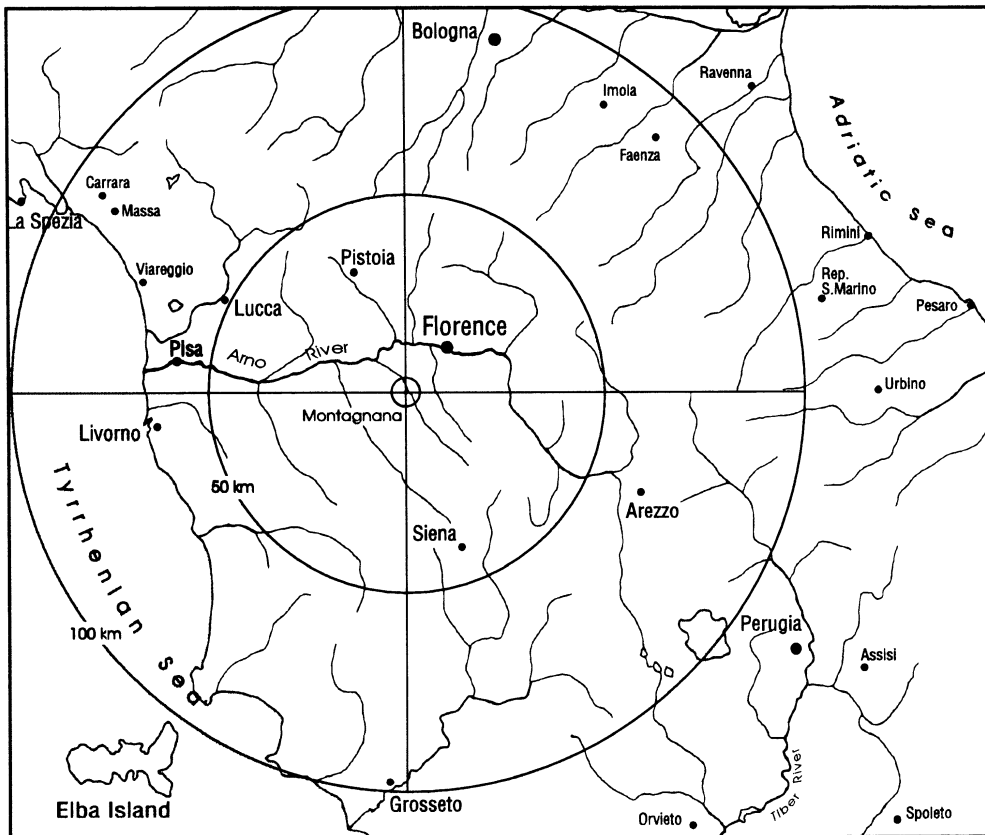 Bologna
Ravenna
Imola
Faenza
Adriatic sea
Carrara
Massa
La Spezia
Rimini
Pistoia
Viareggio
Rep.
S.Marino
Lucca
Pesaro
Florence
Pisa
Arno River
Urbino
Montagnana
Livorno
50 km
Arezzo
Siena
Tyrrhenian Sea
100 km
Perugia
Assisi
Elba Island
Grosseto
Tiber River
Orvieto
Spoleto